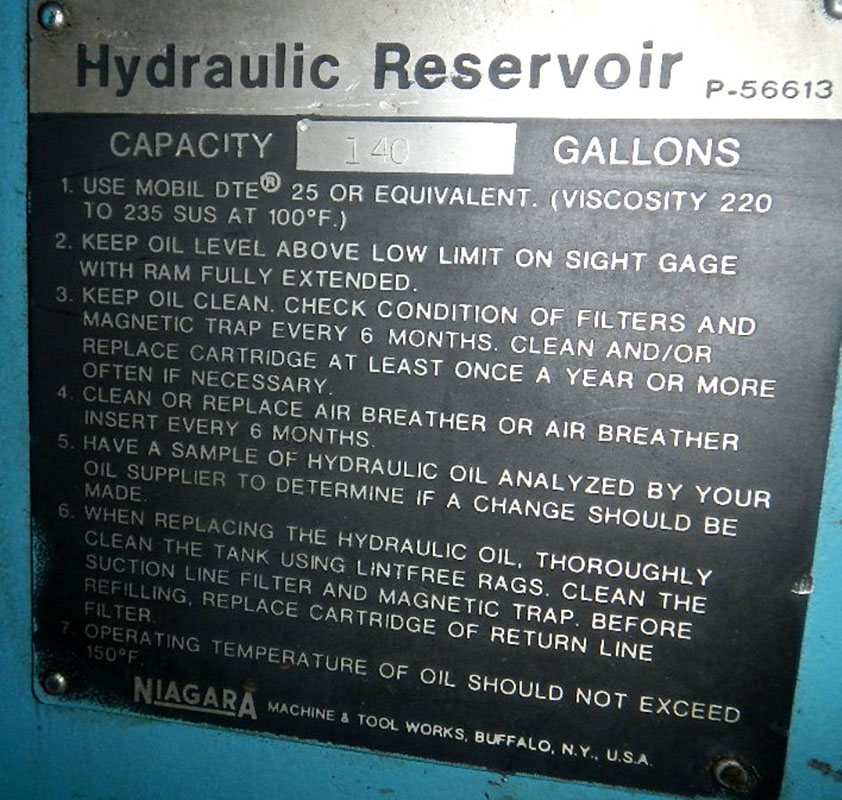 Hydraulic Reservoir P-56613
CAPACITY 140 GALLONS
1. USE MOBIL DTE® 25 OR EQUIVALENT. (VISCOSITY 220
TO 235 SUS AT 100°F.)
2. KEEP OIL LEVEL ABOVE LOW LIMIT ON SIGHT GAGE
WITH RAM FULLY EXTENDED.
3. KEEP OIL CLEAN. CHECK CONDITION OF FILTERS AND
MAGNETIC TRAP EVERY 6 MONTHS. CLEAN AND/OR
REPLACE CARTRIDGE AT LEAST ONCE A YEAR OR MORE
OFTEN IF NECESSARY.
4. CLEAN OR REPLACE AIR BREATHER OR AIR BREATHER
INSERT EVERY 6 MONTHS.
5. HAVE A SAMPLE OF HYDRAULIC OIL ANALYZED BY YOUR
OIL SUPPLIER TO DETERMINE IF A CHANGE SHOULD BE
MADE.
6. WHEN REPLACING THE HYDRAULIC OIL, THOROUGHLY
CLEAN THE TANK USING LINTFREE RAGS. CLEAN THE
SUCTION LINE FILTER AND MAGNETIC TRAP. BEFORE
REFILLING, REPLACE CARTRIDGE OF RETURN LINE
FILTER.
7. OPERATING TEMPERATURE OF OIL SHOULD NOT EXCEED
150°F.
NIAGARA MACHINE & TOOL WORKS, BUFFALO, N.Y., U.S.A.